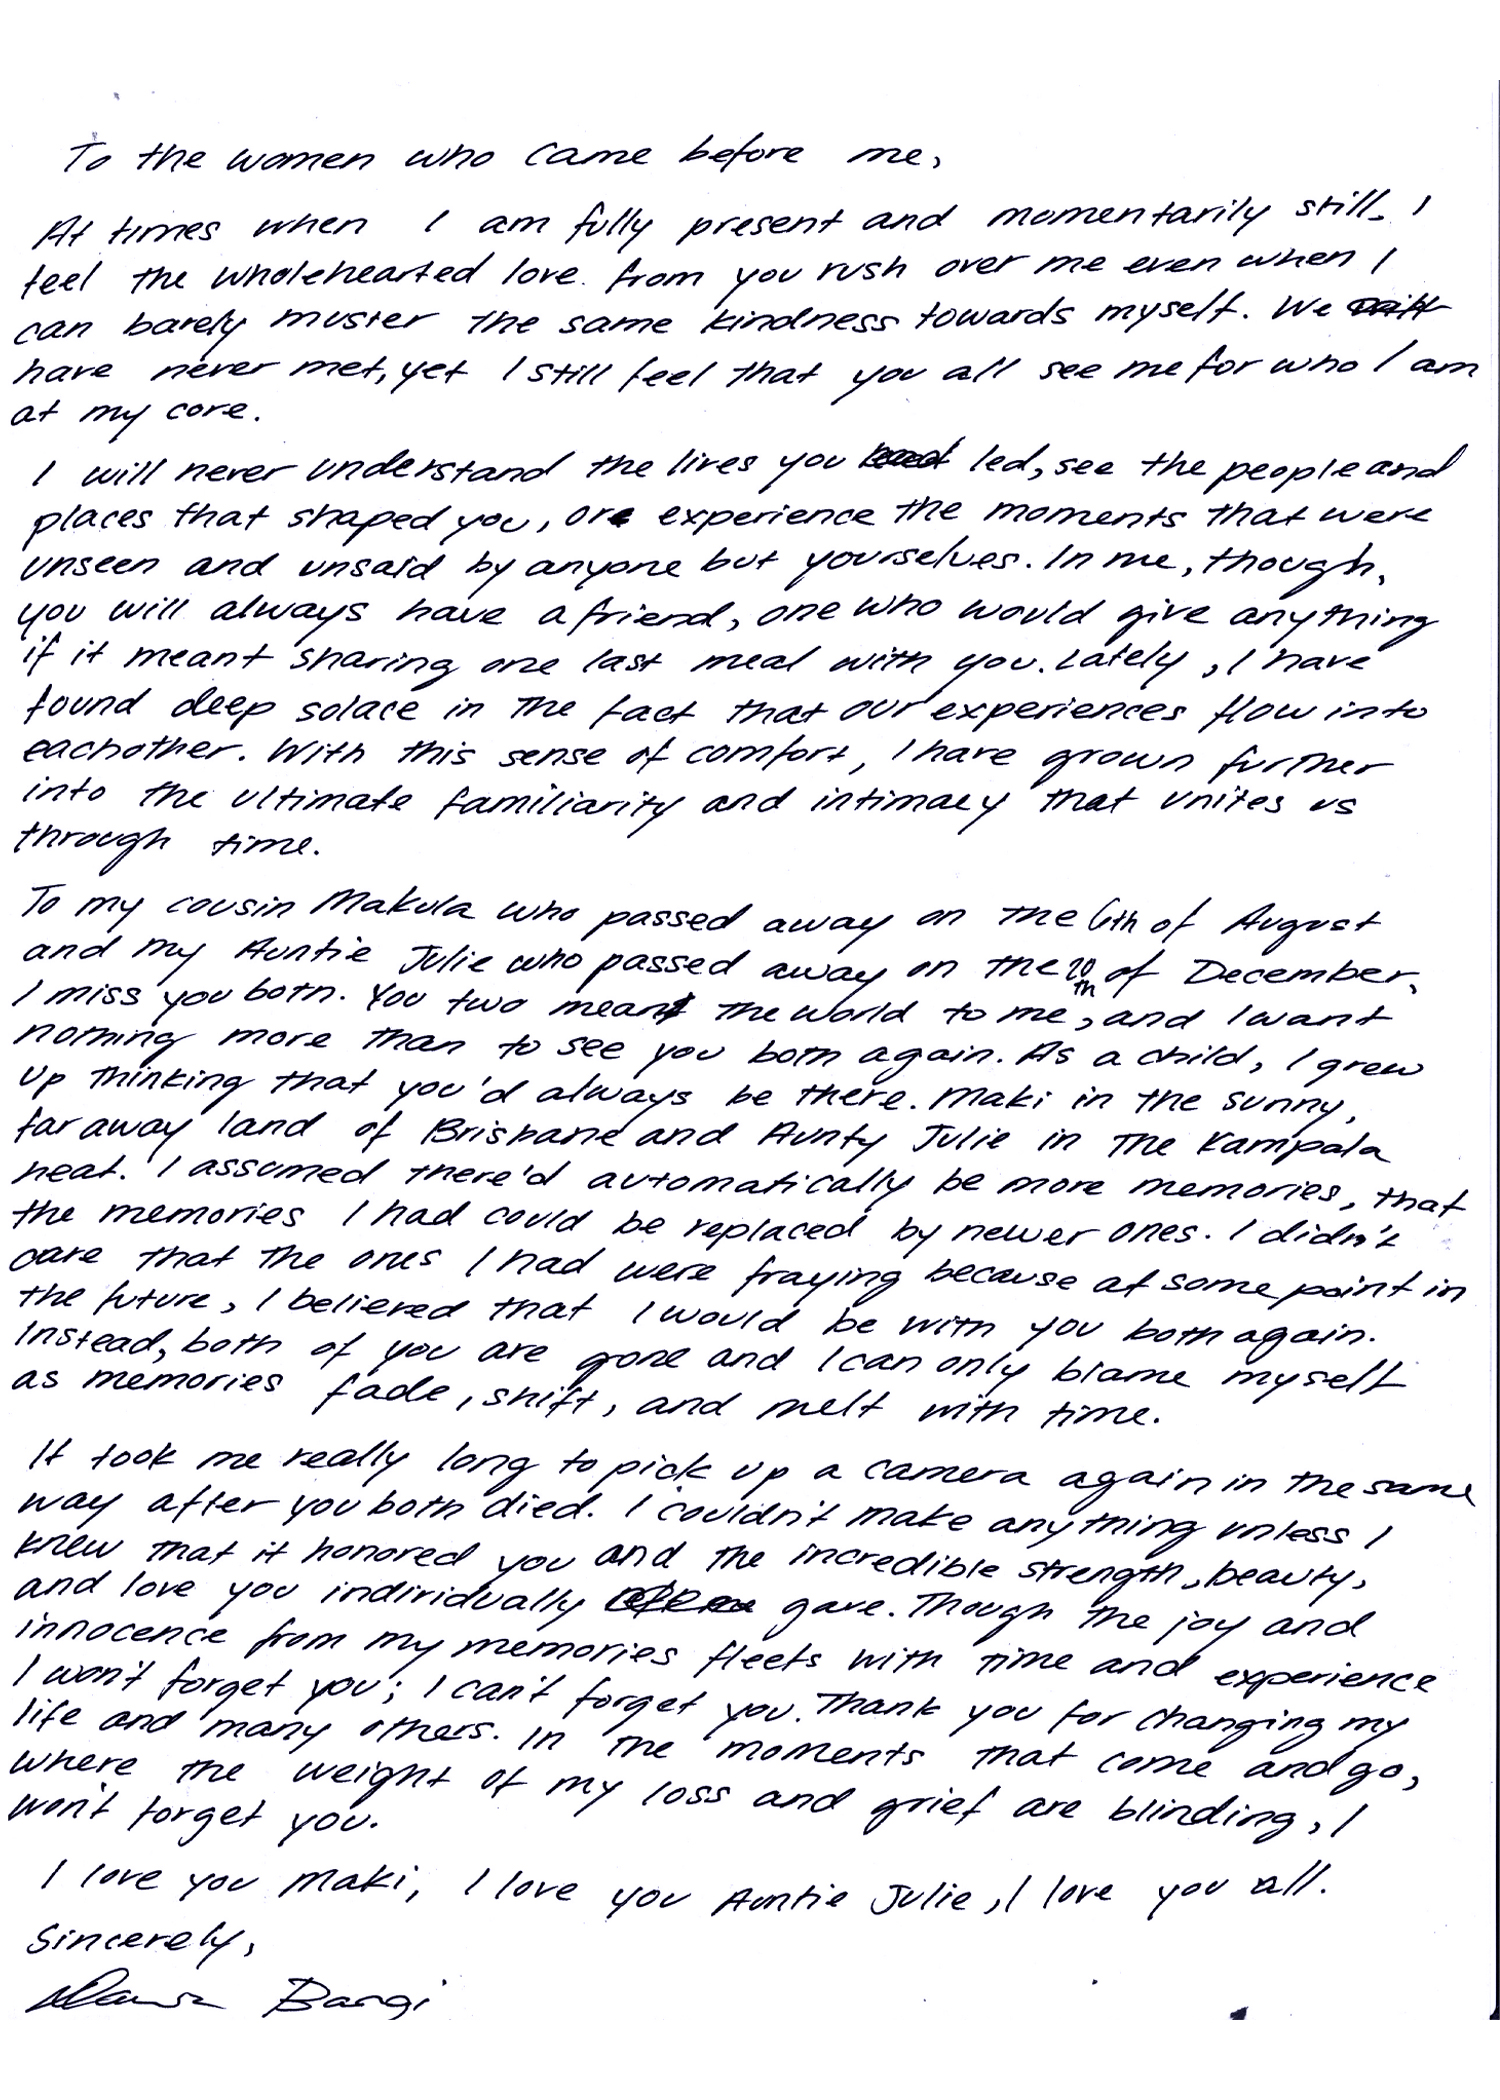 To the women who came before me,
At times when I am fully present and momentarily still, I
feel the wholehearted love from you rush over me even when I
can barely muster the same kindness towards myself. We
have never met, yet I still feel that you all see me for who I am
at my core.
I will never understand the lives you led, see the people and
places that shaped you, or experience the moments that were
unseen and unsaid by anyone but yourselves. In me, though,
you will always have a friend, one who would give anything
if it meant sharing one last meal with you. Lately, I have
found deep solace in the fact that our experiences flow into
eachother. With this sense of comfort, I have grown further
into the ultimate familiarity and intimacy that unites us
through time.
To my cousin Makula who passed away on the 6th of August
and my Auntie Julie who passed away on the 20th of December,
I miss you both. You two meant the world to me, and I want
nothing more than to see you both again. As a child, I grew
up thinking that you'd always be there. Maki in the sunny,
faraway land of Brisbane and Aunty Julie in the Kampala
heat. I assumed there'd automatically be more memories, that
the memories I had could be replaced by newer ones. I didn't
care that the ones I had were fraying because at some point in
the future, I believed that I would be with you both again.
Instead, both of you are gone and I can only blame myself
as memories fade, shift, and melt with time.
It took me really long to pick up a camera again in the same
way after you both died. I couldn't make anything unless I
knew that it honored you and the incredible strength, beauty,
and love you individually gave. Though the joy and
innocence from my memories fleets with time and experience
I won't forget you; I can't forget you. Thank you for changing my
life and many others. In the moments that come and go,
where the weight of my loss and grief are blinding, I
won't forget you.
I love you Maki, I love you Auntie Julie, I love you all.
Sincerely,